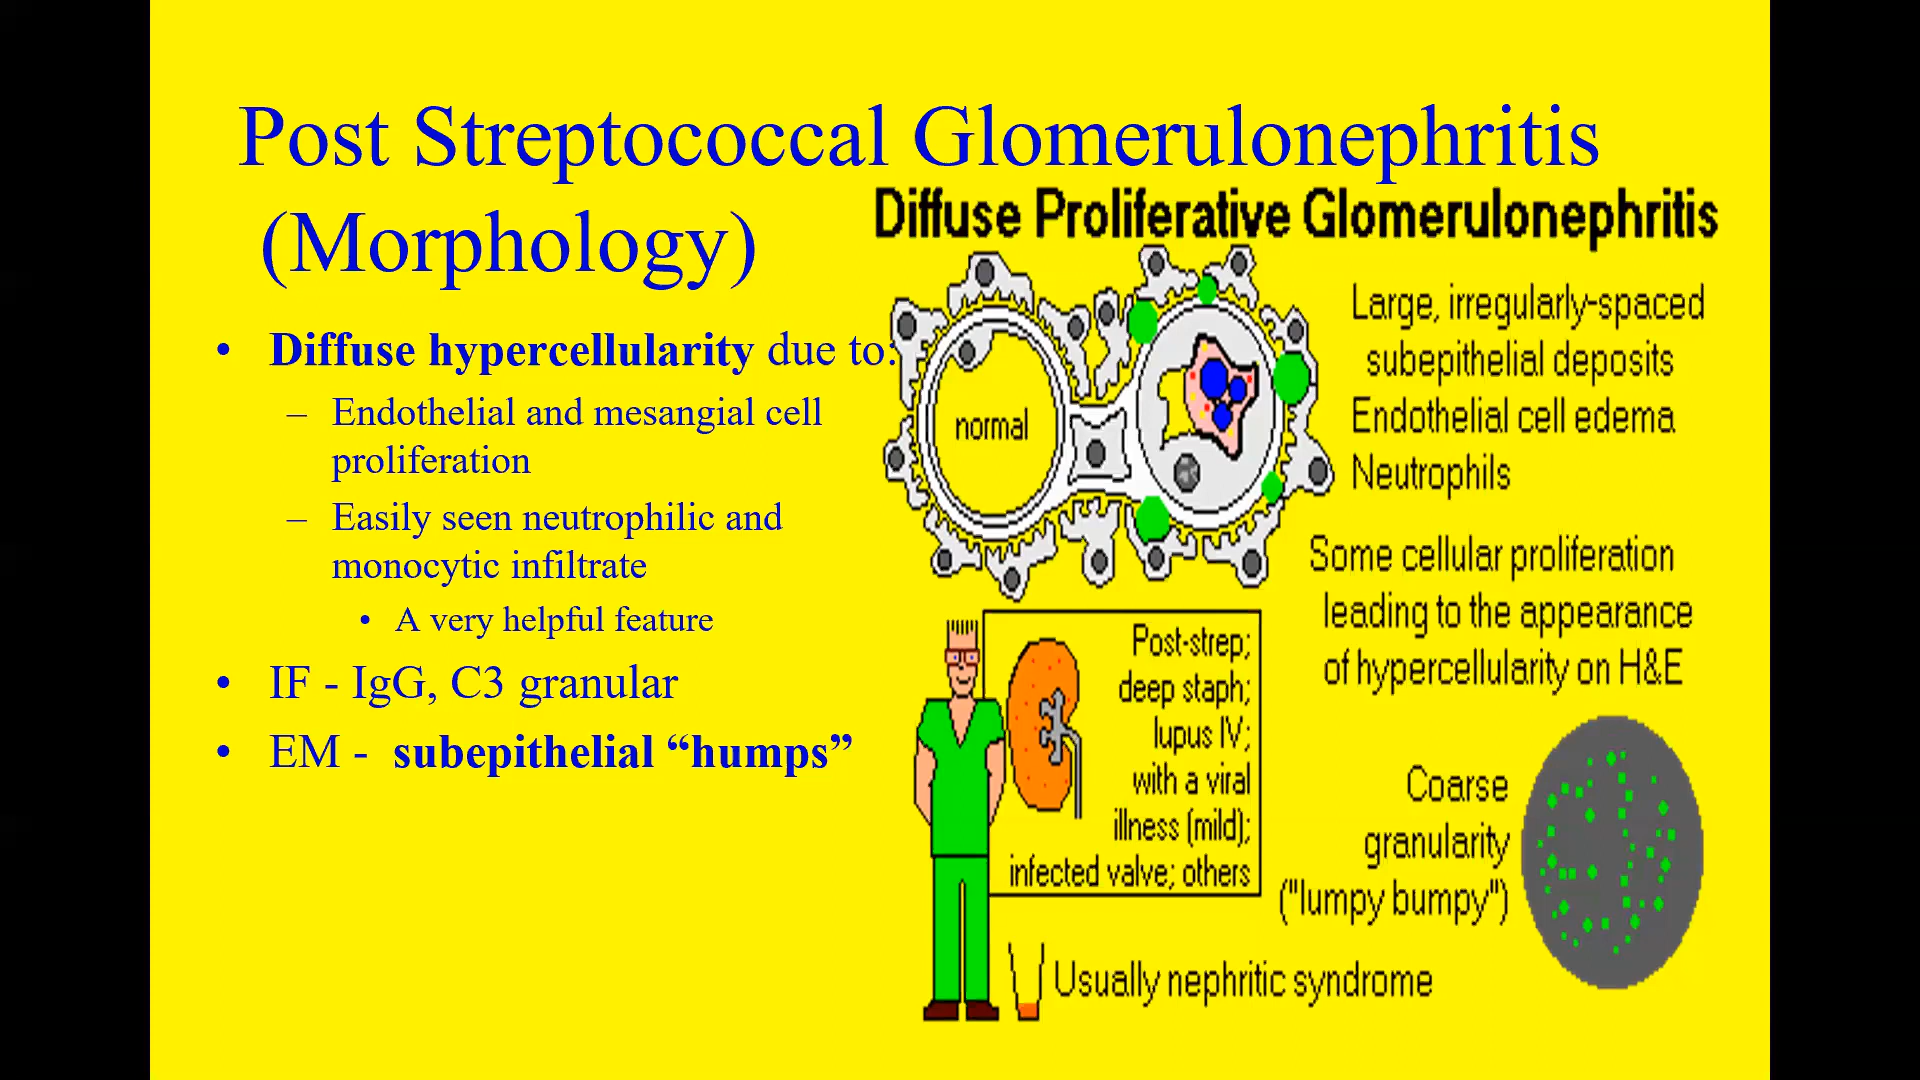 Post Streptococcal Glomerulonephritis
(Morphology)
• Diffuse hypercellularity due to:
– Endothelial and mesangial cell
proliferation
– Easily seen neutrophilic and
monocytic infiltrate
• A very helpful feature
• IF - IgG, C3 granular
• EM - subepithelial “humps”
Diffuse Proliferative Glomerulonephritis
normal
Large, irregularly-spaced
subepithelial deposits
Endothelial cell edema
Neutrophils
Some cellular proliferation
leading to the appearance
of hypercellularity on H&E
Post-strep;
deep staph;
lupus IV;
with a viral
illness (mild);
infected valve; others
Coarse
granularity
("lumpy bumpy")
Usually nephritic syndrome